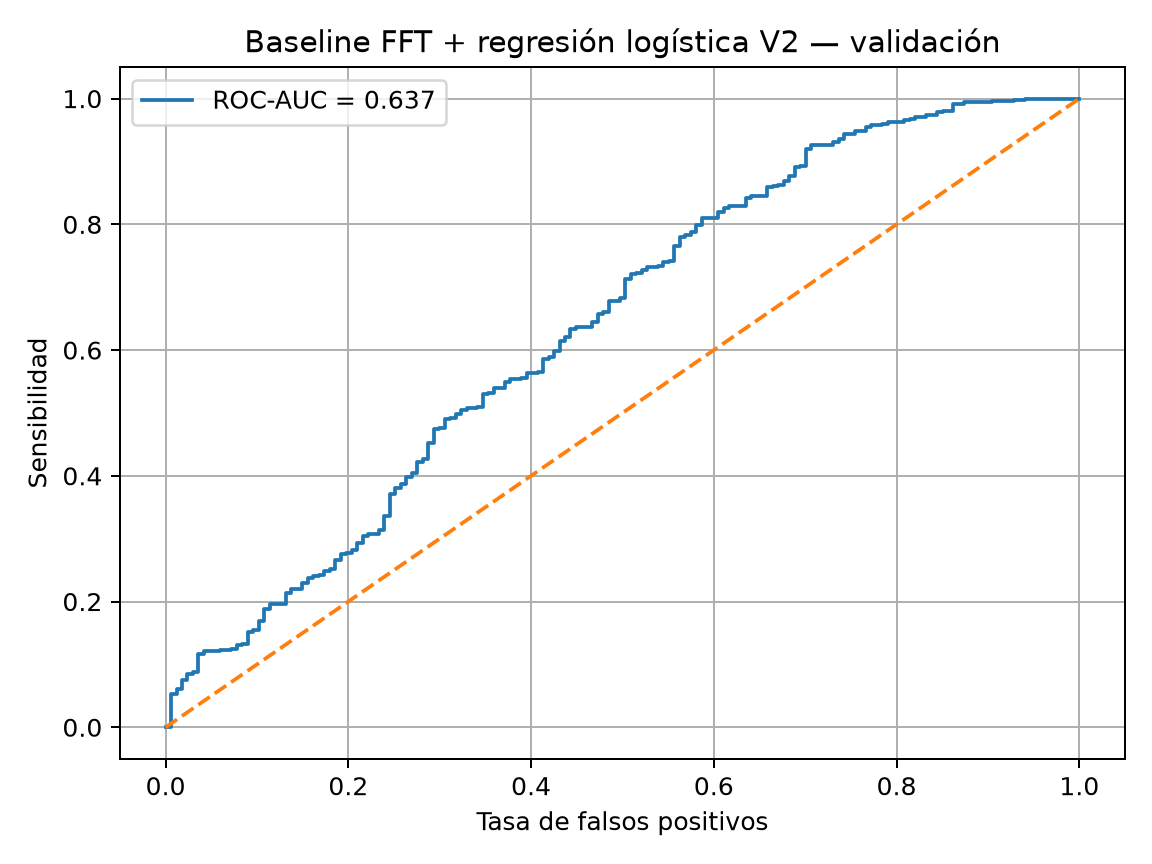 Baseline FFT + regresión logística V2 — validación
ROC-AUC = 0.637
1.0
0.8
0.6
0.4
0.2
0.0
Sensibilidad
0.0 0.2 0.4 0.6 0.8 1.0
Tasa de falsos positivos